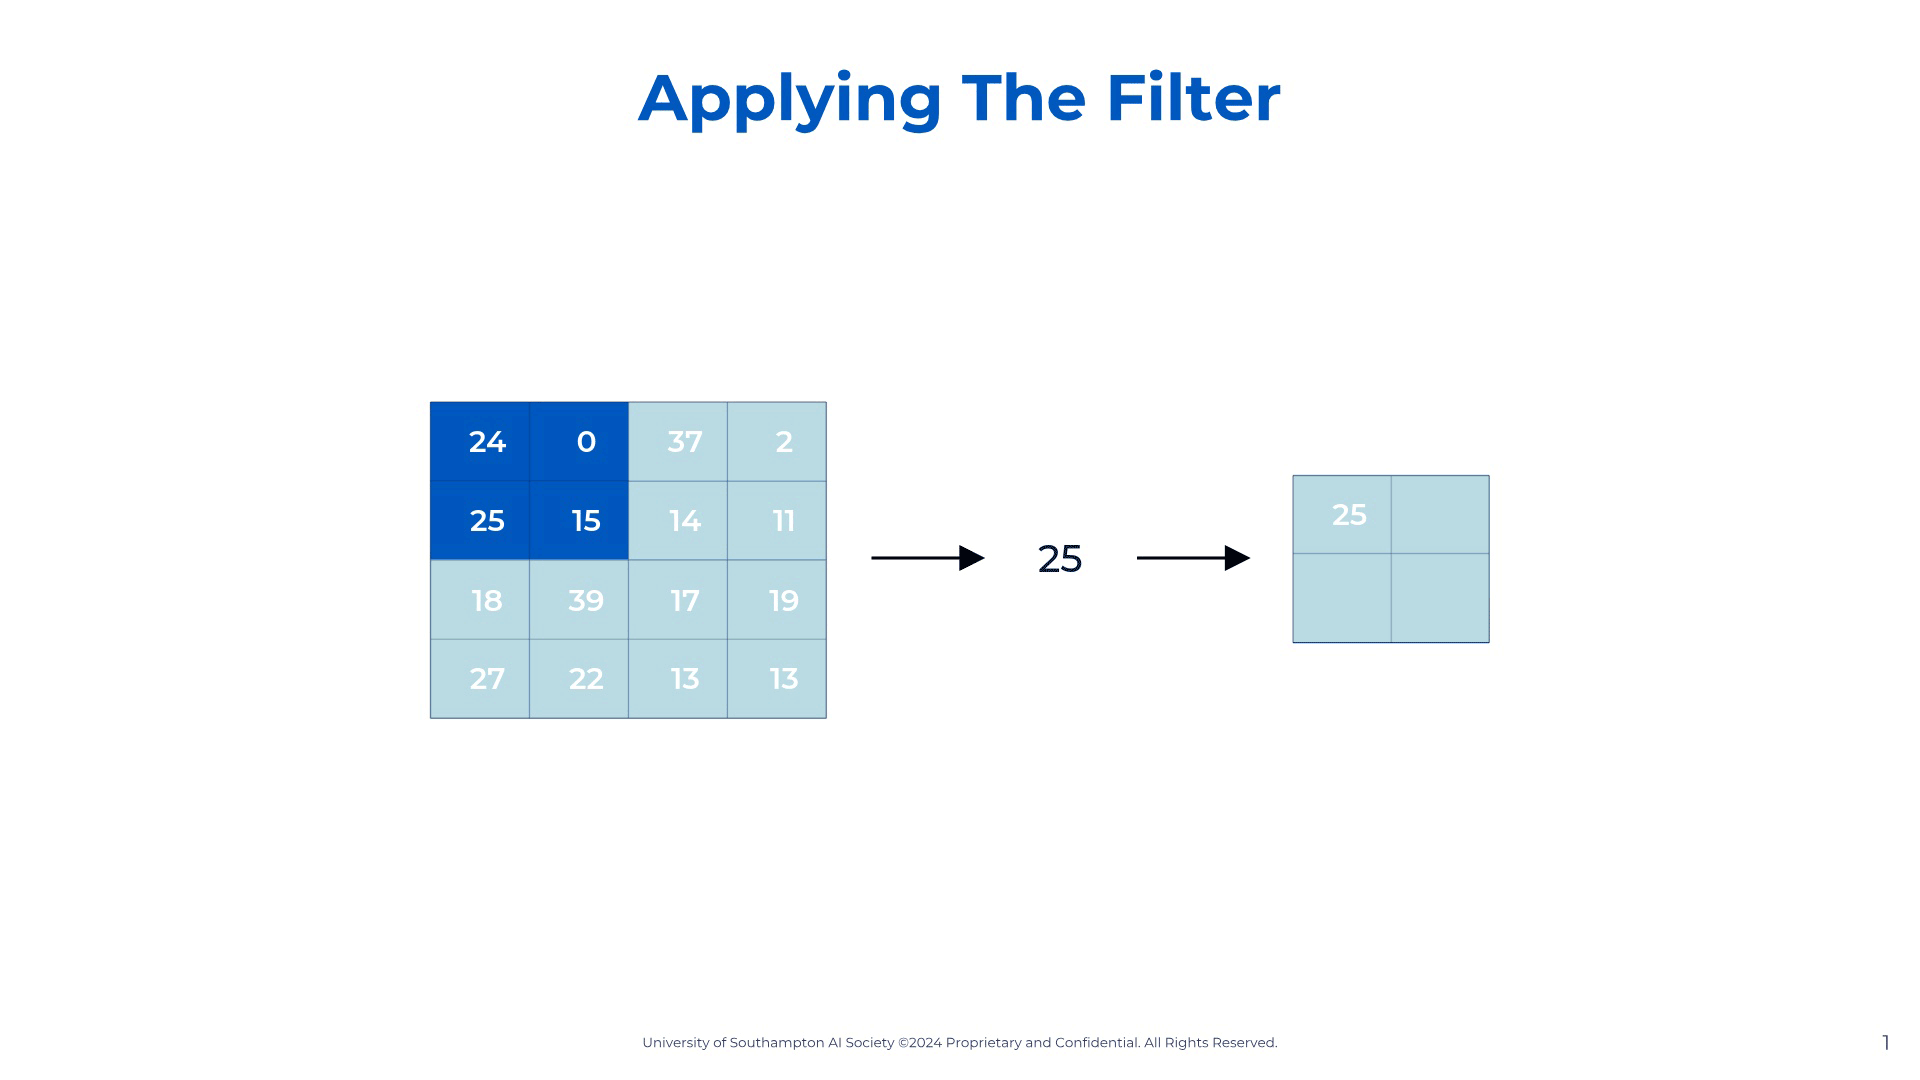 Applying The Filter
24 0 37 2
25 15 14 11
18 39 17 19
27 22 13 13
25
25
University of Southampton AI Society ©2024 Proprietary and Confidential. All Rights Reserved.
1